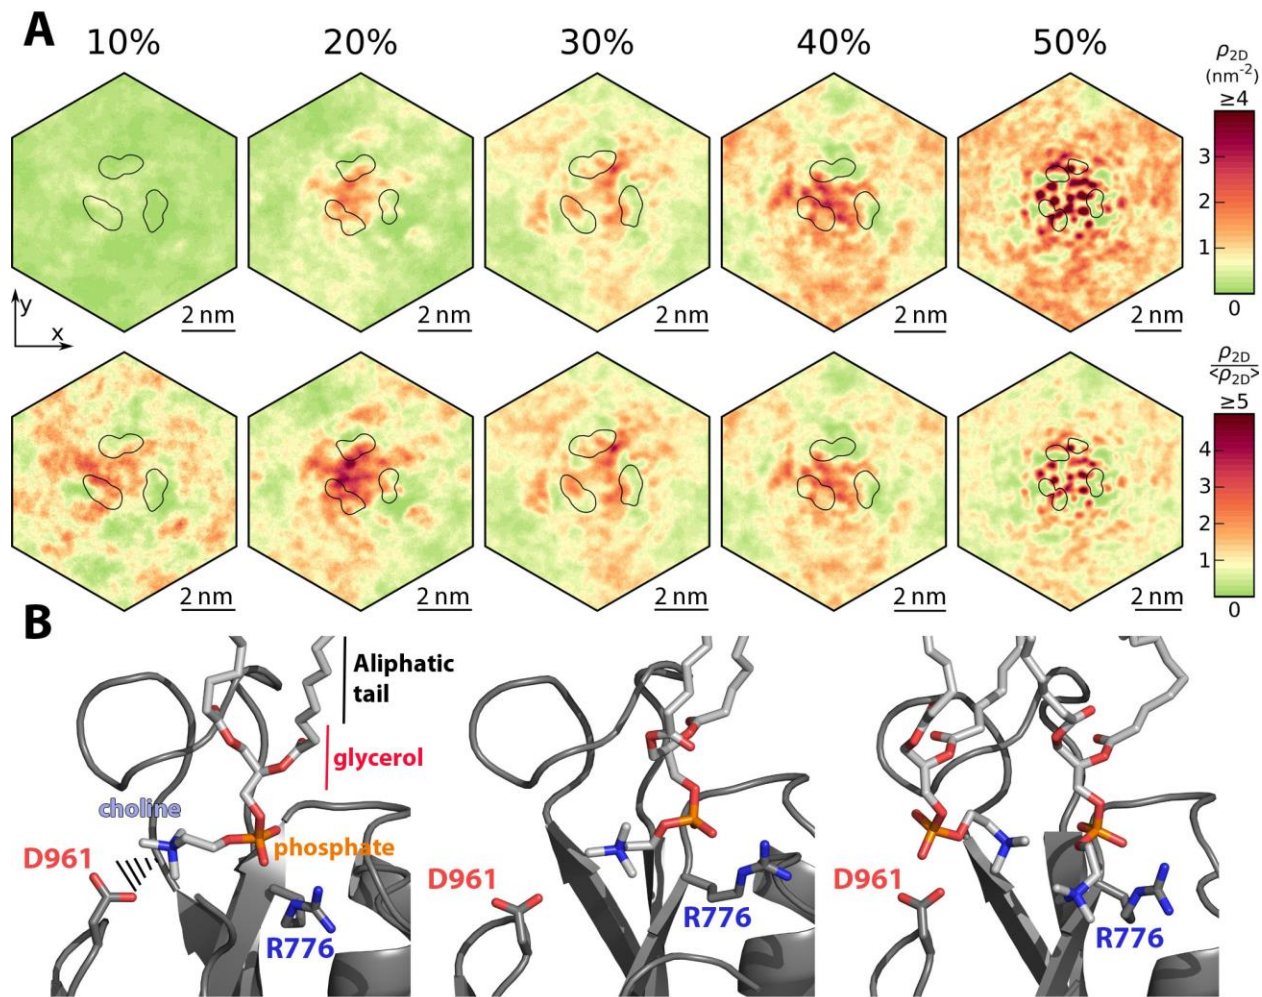 A
10% 20% 30% 40% 50%
ρ2D
(nm-2)
≥4
3
2
1
0
y
x
2 nm 2 nm 2 nm 2 nm 2 nm
ρ2D
<ρ2D>
≥5
4
3
2
1
0
2 nm 2 nm 2 nm 2 nm 2 nm
B
Aliphatic
tail
glycerol
choline
phosphate
D961
R776
D961
R776
D961
R776